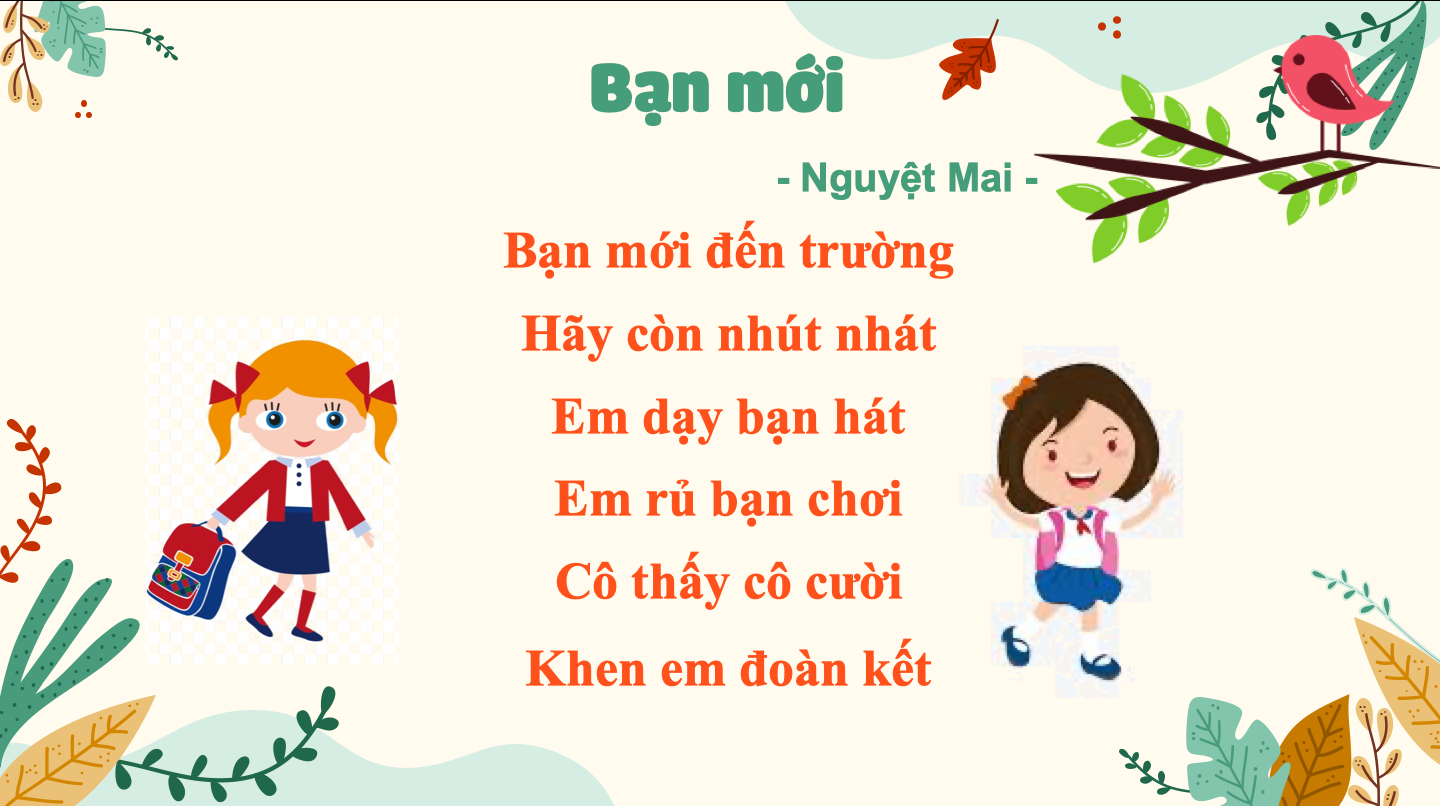 Bạn mới
- Nguyệt Mai -
Bạn mới đến trường
Hãy còn nhút nhát
Em dạy bạn hát
Em rủ bạn chơi
Cô thấy cô cười
Khen em đoàn kết